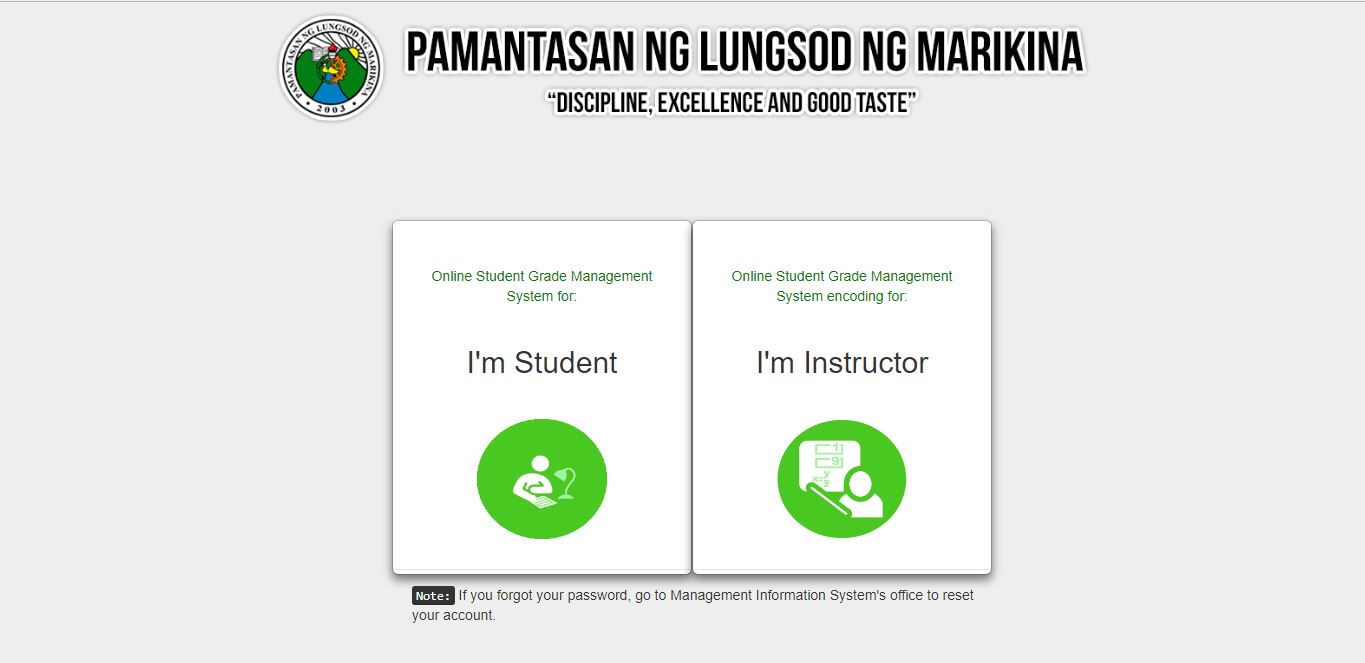 PAMANTASAN NG LUNGSOD NG MARIKINA
• 2003 •
PAMANTASAN NG LUNGSOD NG MARIKINA
“DISCIPLINE, EXCELLENCE AND GOOD TASTE”
Online Student Grade Management
System for:
I'm Student
Online Student Grade Management
System encoding for:
I'm Instructor
1
9
x=y
z
Note: If you forgot your password, go to Management Information System's office to reset
your account.